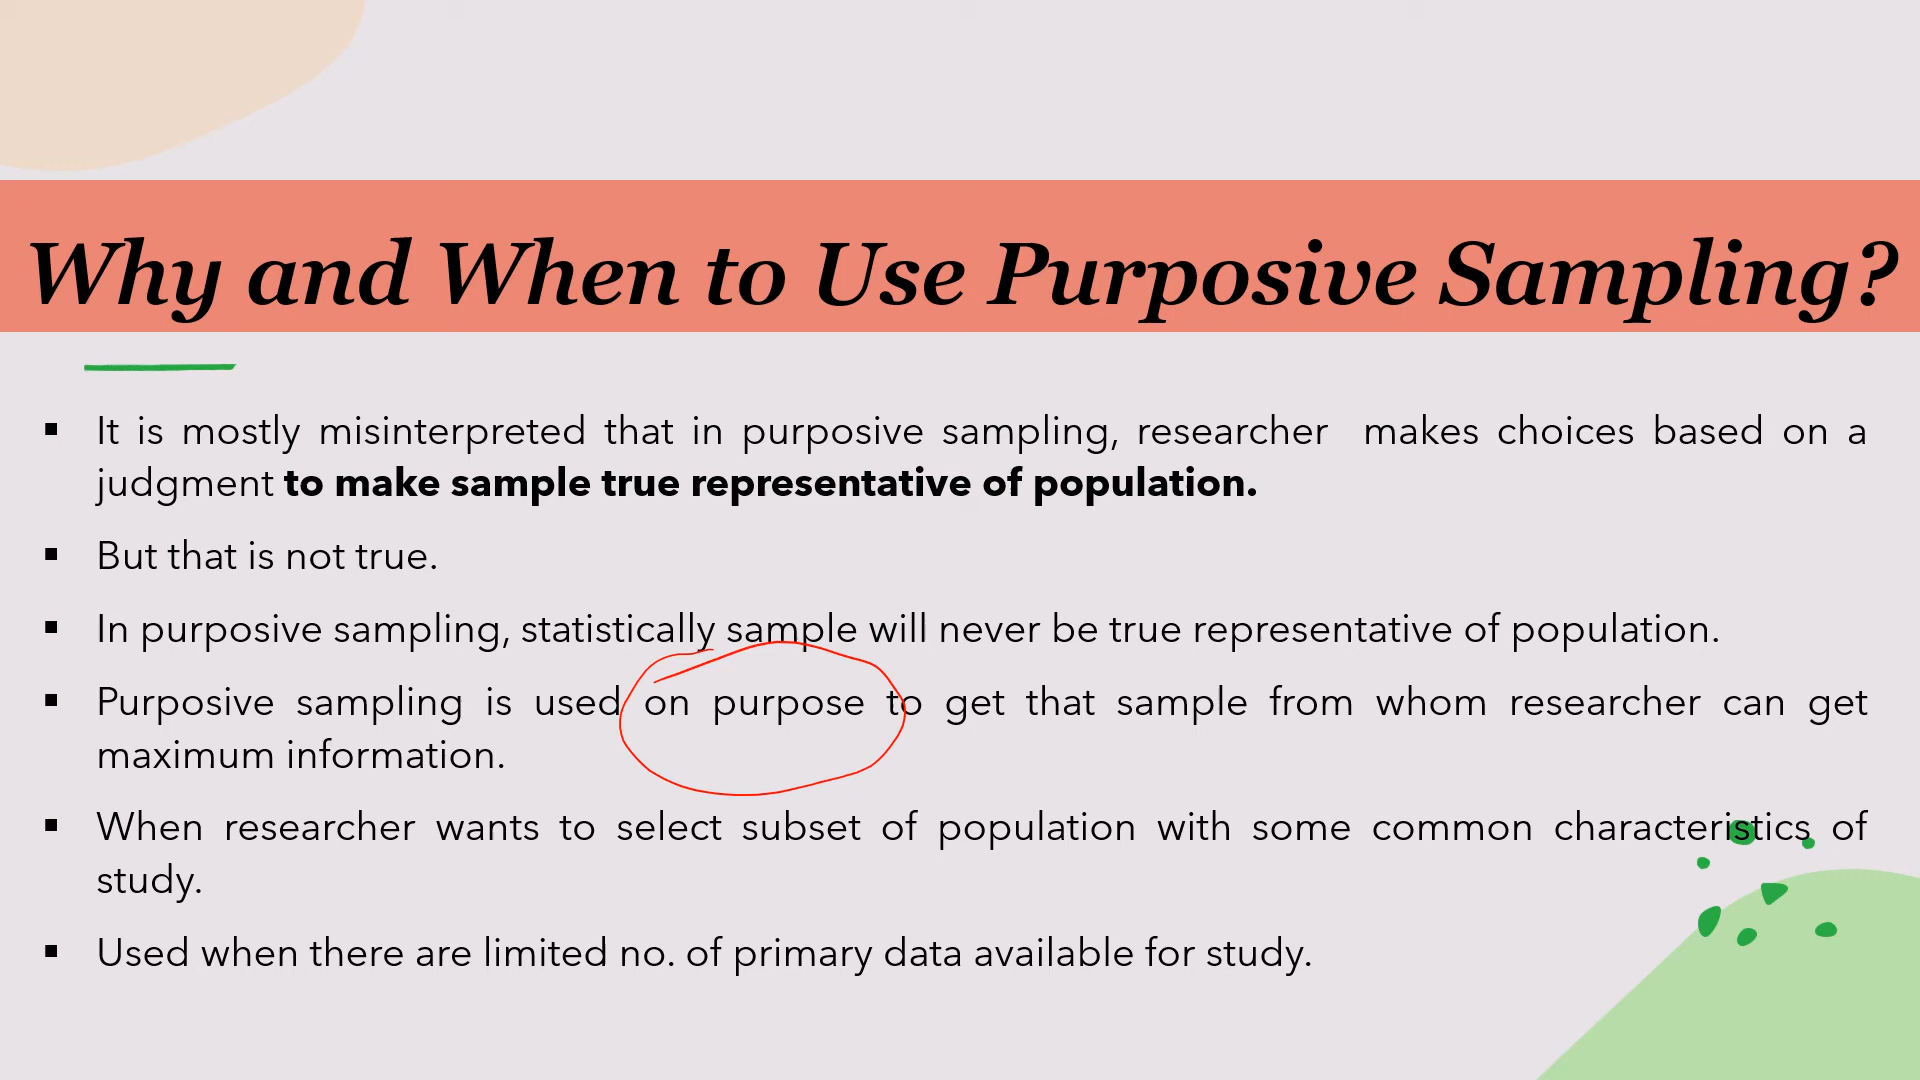 Why and When to Use Purposive Sampling?
▪ It is mostly misinterpreted that in purposive sampling, researcher makes choices based on a
judgment to make sample true representative of population.
▪ But that is not true.
▪ In purposive sampling, statistically sample will never be true representative of population.
▪ Purposive sampling is used on purpose to get that sample from whom researcher can get
maximum information.
▪ When researcher wants to select subset of population with some common characteristics of
study.
▪ Used when there are limited no. of primary data available for study.